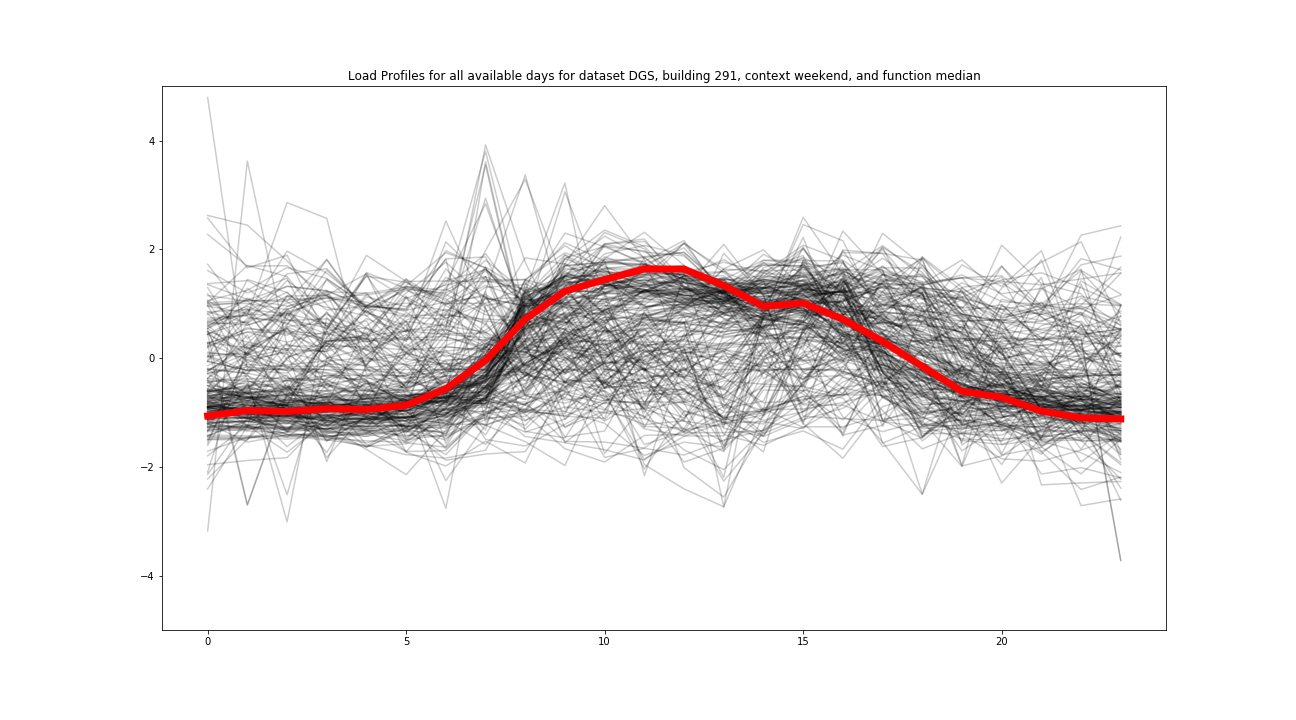 Load Profiles for all available days for dataset DGS, building 291, context weekend, and function median
4
2
0
−2
−4
0 5 10 15 20